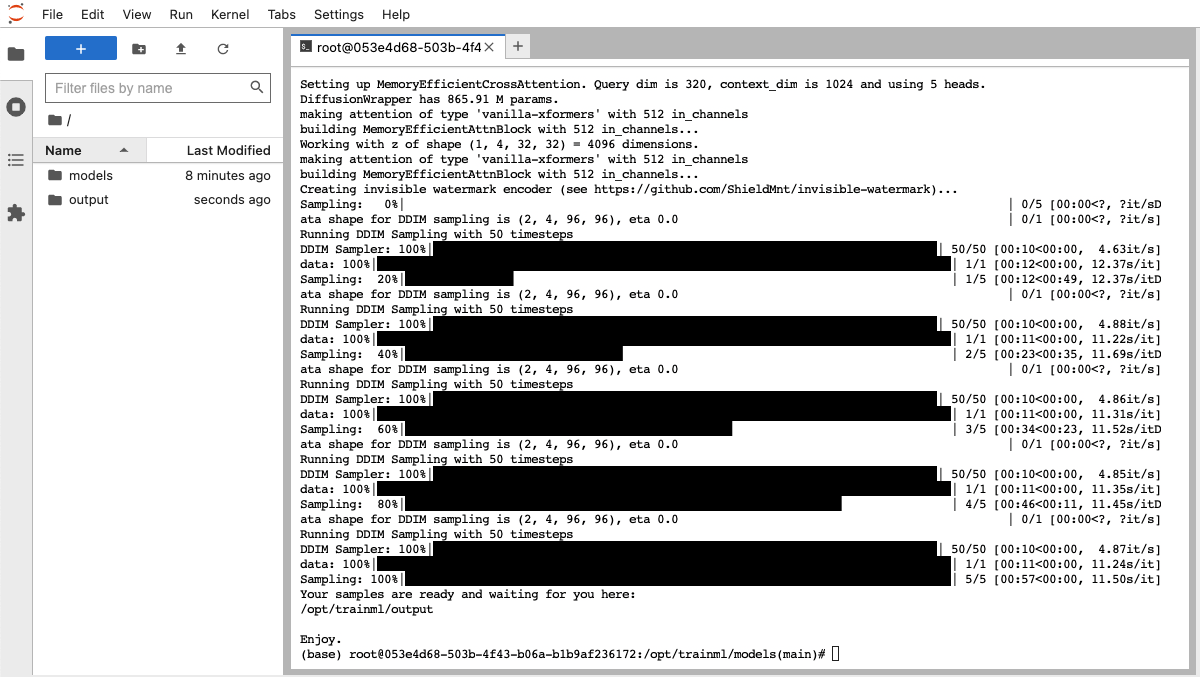 File Edit View Run Kernel Tabs Settings Help
+
Filter files by name
/
Name Last Modified
models 8 minutes ago
output seconds ago
root@053e4d68-503b-4f4
Setting up MemoryEfficientCrossAttention. Query dim is 320, context_dim is 1024 and using 5 heads.
DiffusionWrapper has 865.91 M params.
making attention of type 'vanilla-xformers' with 512 in_channels
building MemoryEfficientAttnBlock with 512 in_channels...
Working with z of shape (1, 4, 32, 32) = 4096 dimensions.
making attention of type 'vanilla-xformers' with 512 in_channels
building MemoryEfficientAttnBlock with 512 in_channels...
Creating invisible watermark encoder (see https://github.com/ShieldMnt/invisible-watermark)...
Sampling: 0%| | 0/5 [00:00<?, ?it/sD
ata shape for DDIM sampling is (2, 4, 96, 96), eta 0.0 | 0/1 [00:00<?, ?it/s]
Running DDIM Sampling with 50 timesteps
DDIM Sampler: 100%| | 50/50 [00:10<00:00, 4.63it/s]
data: 100%| | 1/1 [00:12<00:00, 12.37s/it]
Sampling: 20%| | 1/5 [00:12<00:49, 12.37s/itD
ata shape for DDIM sampling is (2, 4, 96, 96), eta 0.0 | 0/1 [00:00<?, ?it/s]
Running DDIM Sampling with 50 timesteps
DDIM Sampler: 100%| | 50/50 [00:10<00:00, 4.88it/s]
data: 100%| | 1/1 [00:11<00:00, 11.22s/it]
Sampling: 40%| | 2/5 [00:23<00:35, 11.69s/itD
ata shape for DDIM sampling is (2, 4, 96, 96), eta 0.0 | 0/1 [00:00<?, ?it/s]
Running DDIM Sampling with 50 timesteps
DDIM Sampler: 100%| | 50/50 [00:10<00:00, 4.86it/s]
data: 100%| | 1/1 [00:11<00:00, 11.31s/it]
Sampling: 60%| | 3/5 [00:34<00:23, 11.52s/itD
ata shape for DDIM sampling is (2, 4, 96, 96), eta 0.0 | 0/1 [00:00<?, ?it/s]
Running DDIM Sampling with 50 timesteps
DDIM Sampler: 100%| | 50/50 [00:10<00:00, 4.85it/s]
data: 100%| | 1/1 [00:11<00:00, 11.35s/it]
Sampling: 80%| | 4/5 [00:46<00:11, 11.45s/itD
ata shape for DDIM sampling is (2, 4, 96, 96), eta 0.0 | 0/1 [00:00<?, ?it/s]
Running DDIM Sampling with 50 timesteps
DDIM Sampler: 100%| | 50/50 [00:10<00:00, 4.87it/s]
data: 100%| | 1/1 [00:11<00:00, 11.24s/it]
Sampling: 100%| | 5/5 [00:57<00:00, 11.50s/it]
Your samples are ready and waiting for you here:
/opt/trainml/output
Enjoy.
(base) root@053e4d68-503b-4f43-b06a-b1b9af236172:/opt/trainml/models(main)#